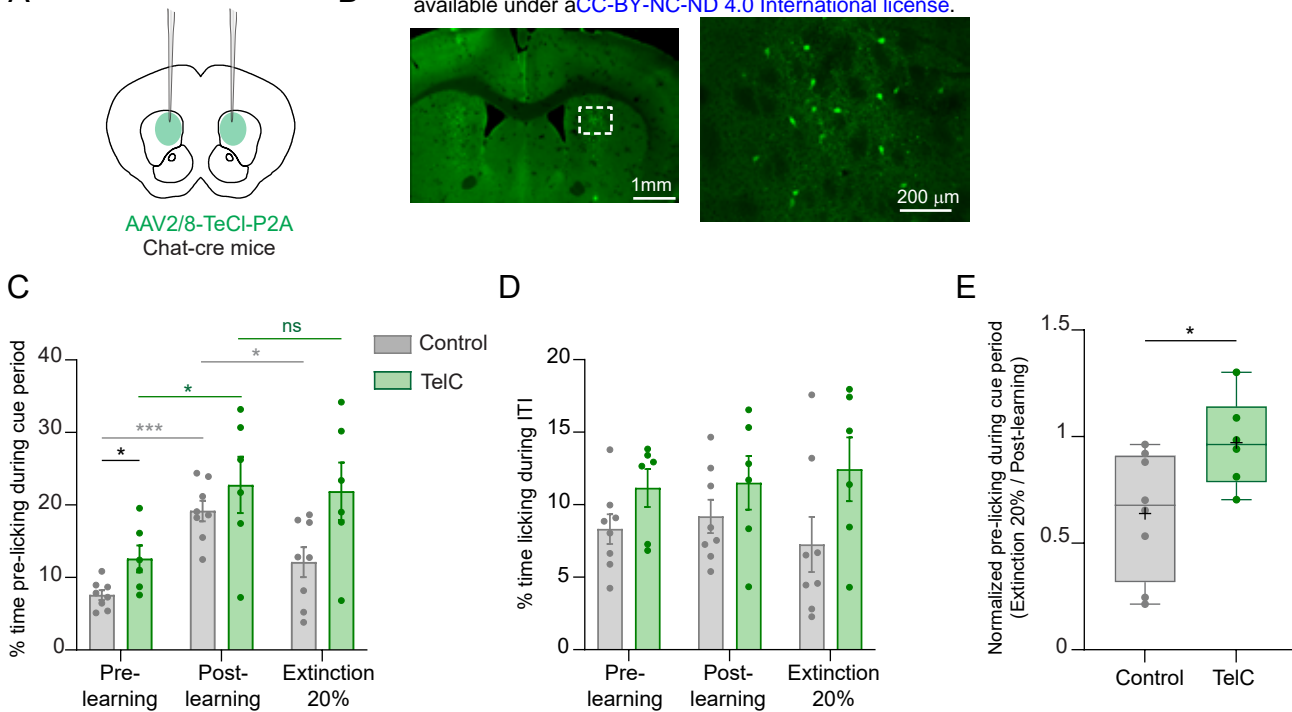 A
B
available under aCC-BY-NC-ND 4.0 International license.
1mm
200 μm
AAV2/8-TeCl-P2A
Chat-cre mice
C
% time pre-licking during cue period
40
30
20
10
0
ns
*
*
***
*
Control
TelC
Pre-
learning
Post-
learning
Extinction
20%
D
% time licking during ITI
20
15
10
5
0
Pre-
learning
Post-
learning
Extinction
20%
E
Normalized pre-licking during cue period
(Extinction 20% / Post-learning)
1.5
1
0.5
0
*
Control
TelC